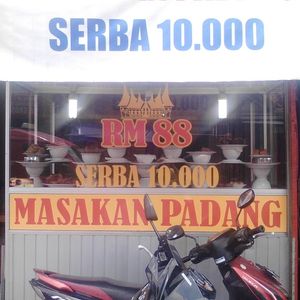 SERBA 10.000
RM 88
SERBA 10.000
MASAKAN PADANG